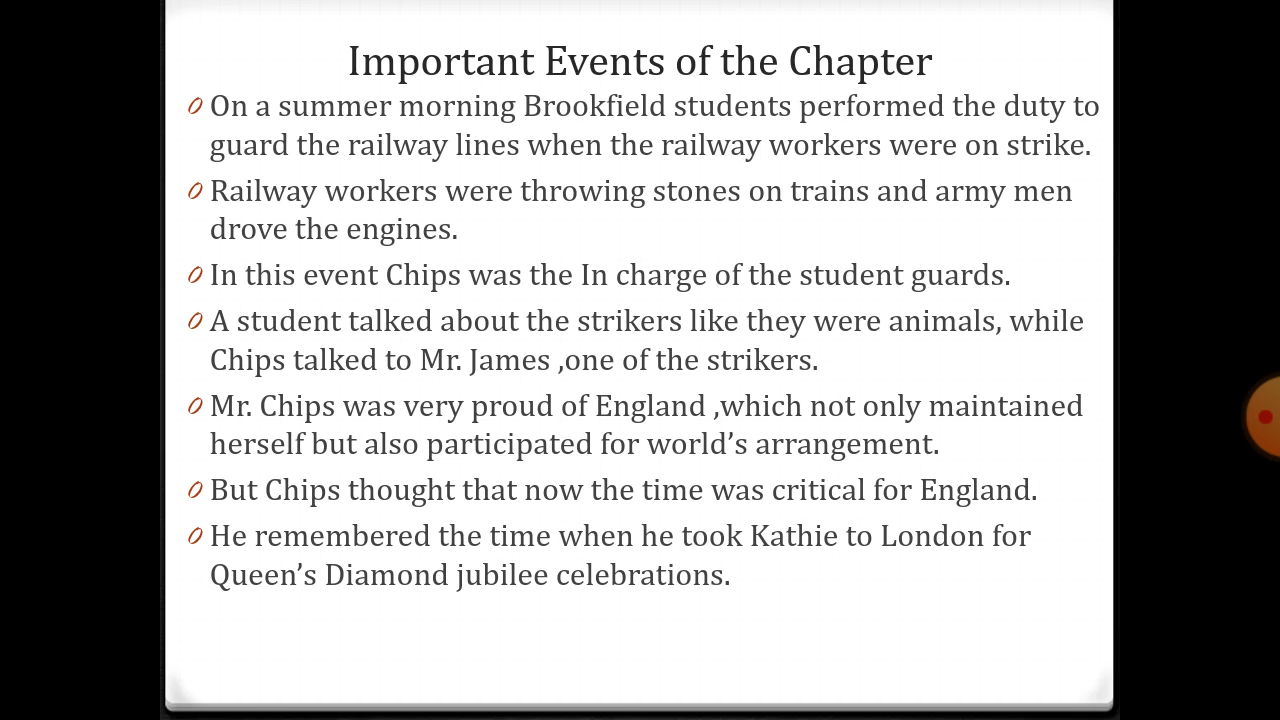 Important Events of the Chapter
On a summer morning Brookfield students performed the duty to
guard the railway lines when the railway workers were on strike.
Railway workers were throwing stones on trains and army men
drove the engines.
In this event Chips was the In charge of the student guards.
A student talked about the strikers like they were animals, while
Chips talked to Mr. James ,one of the strikers.
Mr. Chips was very proud of England ,which not only maintained
herself but also participated for world’s arrangement.
But Chips thought that now the time was critical for England.
He remembered the time when he took Kathie to London for
Queen’s Diamond jubilee celebrations.